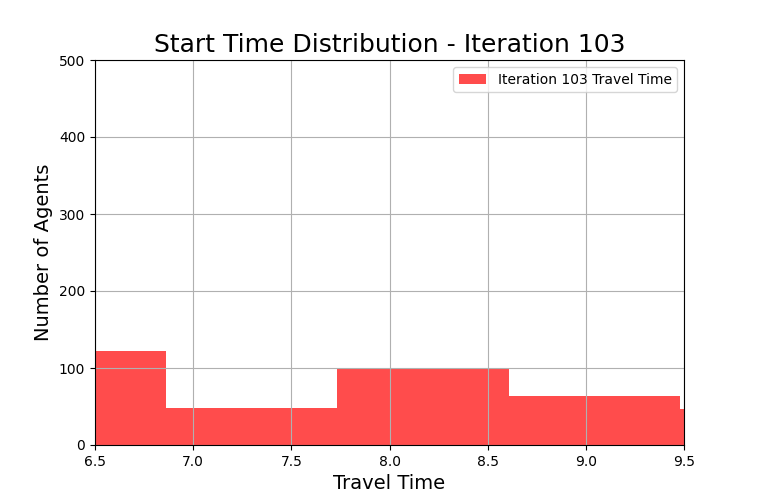 Start Time Distribution - Iteration 103
Iteration 103 Travel Time
Number of Agents
500
400
300
200
100
0
6.5 7.0 7.5 8.0 8.5 9.0 9.5
Travel Time